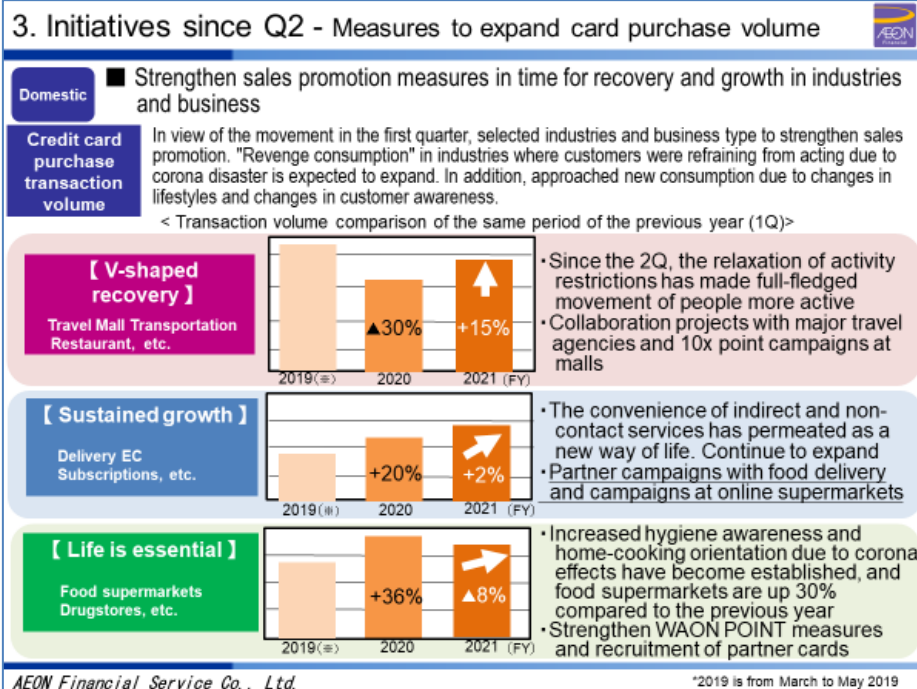 3. Initiatives since Q2 - Measures to expand card purchase volume
AEON
Financial
Domestic
■ Strengthen sales promotion measures in time for recovery and growth in industries
and business
Credit card
purchase
transaction
volume
In view of the movement in the first quarter, selected industries and business type to strengthen sales
promotion. "Revenge consumption" in industries where customers were refraining from acting due to
corona disaster is expected to expand. In addition, approached new consumption due to changes in
lifestyles and changes in customer awareness.
< Transaction volume comparison of the same period of the previous year (1Q)>
【 V-shaped
recovery 】
Travel Mall Transportation
Restaurant, etc.
▲30%
+15%
2019(※) 2020 2021 (FY)
・Since the 2Q, the relaxation of activity
restrictions has made full-fledged
movement of people more active
・Collaboration projects with major travel
agencies and 10x point campaigns at
malls
【 Sustained growth 】
Delivery EC
Subscriptions, etc.
+20%
+2%
2019(※) 2020 2021 (FY)
・The convenience of indirect and non-
contact services has permeated as a
new way of life. Continue to expand
・Partner campaigns with food delivery
and campaigns at online supermarkets
【 Life is essential 】
Food supermarkets
Drugstores, etc.
+36%
▲8%
2019(※) 2020 2021 (FY)
・Increased hygiene awareness and
home-cooking orientation due to corona
effects have become established, and
food supermarkets are up 30%
compared to the previous year
・Strengthen WAON POINT measures
and recruitment of partner cards
AEON Financial Service Co., Ltd.
*2019 is from March to May 2019